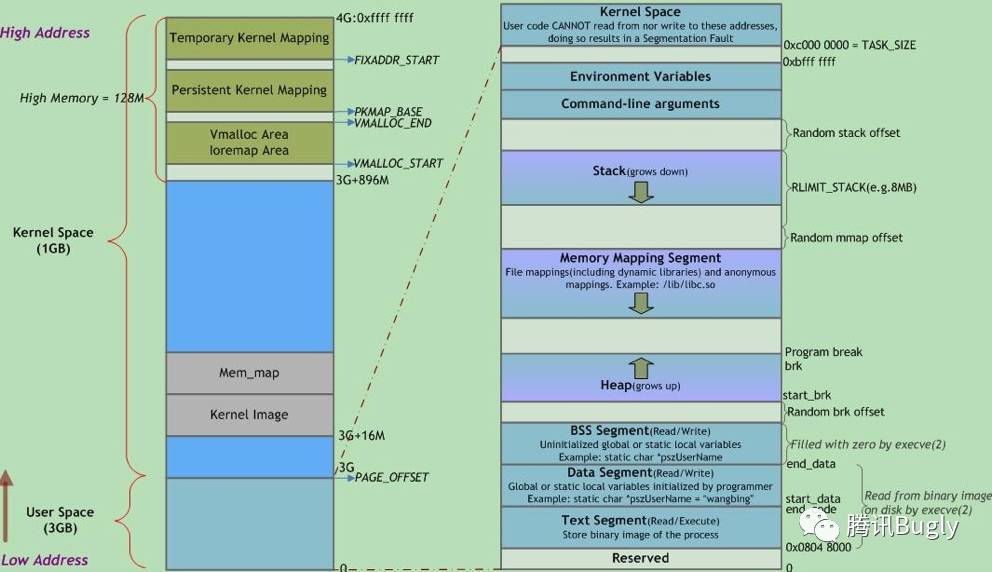 High Address
4G:0xffff ffff
Temporary Kernel Mapping
FIXADDR_START
Persistent Kernel Mapping
High Memory = 128M
PKMAP_BASE
VMALLOC_END
Vmalloc Area
Ioremap Area
VMALLOC_START
3G+896M
Kernel Space
(1GB)
Mem_map
Kernel Image
3G+16M
3G
PAGE_OFFSET
User Space
(3GB)
Low Address
0
Kernel Space
User code CANNOT read from nor write to these addresses,
doing so results in a Segmentation Fault
0xc000 0000 = TASK_SIZE
0xbfff ffff
Environment Variables
Command-line arguments
Random stack offset
Stack(grows down)
RLIMIT_STACK(e.g.8MB)
Random mmap offset
Memory Mapping Segment
File mappings(including dynamic libraries) and anonymous
mappings. Example: /lib/libc.so
Program break
brk
Heap(grows up)
start_brk
Random brk offset
BSS Segment(Read/Write)
Uninitialized global or static local variables
Example: static char *pszUserName
Filled with zero by execve(2)
end_data
Data Segment(Read/Write)
Global or static local variables initialized by programmer
Example: static char *pszUserName = "wangbing"
start_data
end_code
Read from binary image
on disk by execve(2)
Text Segment(Read/Execute)
Store binary image of the process
腾讯Bugly
0x0804 8000
Reserved
0